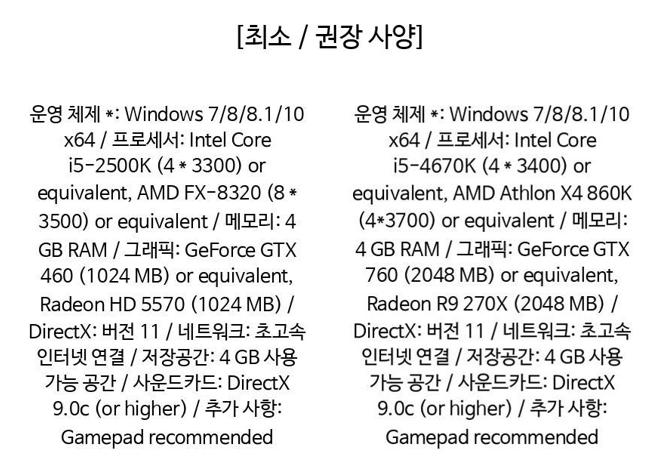 [최소 / 권장 사양]
운영 체제 *: Windows 7/8/8.1/10
x64 / 프로세서: Intel Core
i5-2500K (4 * 3300) or
equivalent, AMD FX-8320 (8 *
3500) or equivalent / 메모리: 4
GB RAM / 그래픽: GeForce GTX
460 (1024 MB) or equivalent,
Radeon HD 5570 (1024 MB) /
DirectX: 버전 11 / 네트워크: 초고속
인터넷 연결 / 저장공간: 4 GB 사용
가능 공간 / 사운드카드: DirectX
9.0c (or higher) / 추가 사항:
Gamepad recommended
운영 체제 *: Windows 7/8/8.1/10
x64 / 프로세서: Intel Core
i5-4670K (4 * 3400) or
equivalent, AMD Athlon X4 860K
(4*3700) or equivalent / 메모리:
4 GB RAM / 그래픽: GeForce GTX
760 (2048 MB) or equivalent,
Radeon R9 270X (2048 MB) /
DirectX: 버전 11 / 네트워크: 초고속
인터넷 연결 / 저장공간: 4 GB 사용
가능 공간 / 사운드카드: DirectX
9.0c (or higher) / 추가 사항:
Gamepad recommended